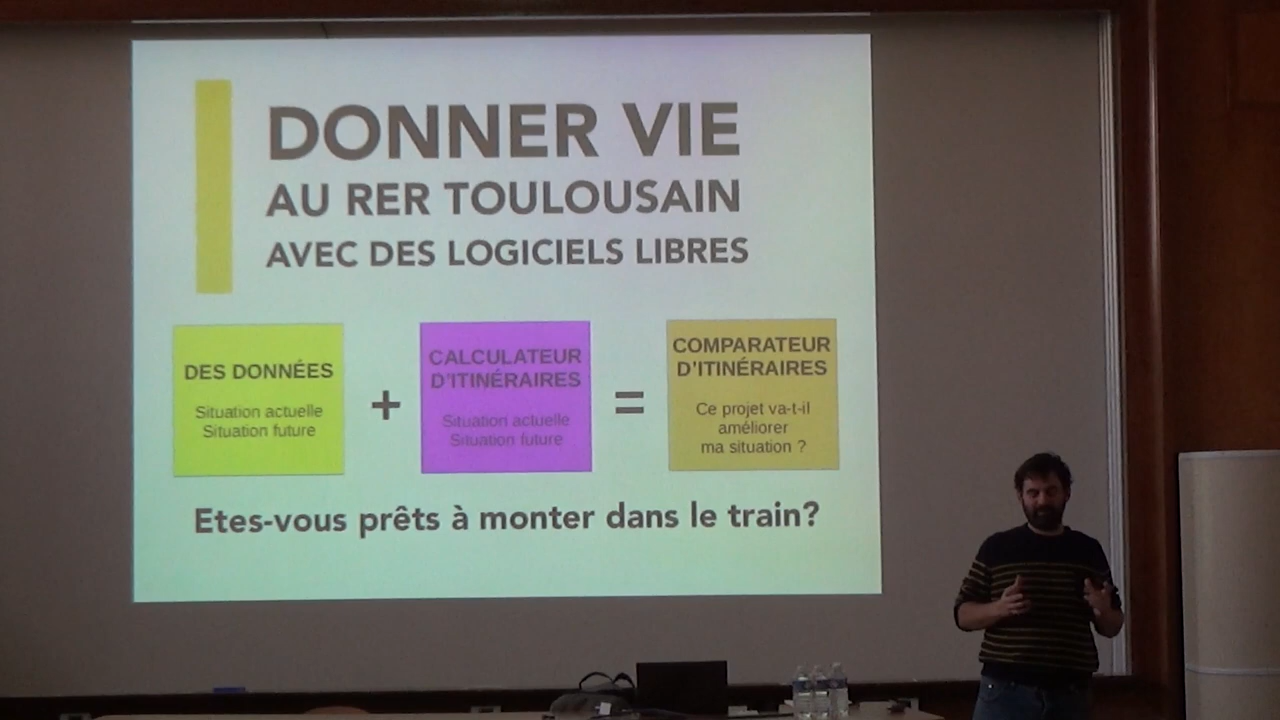 DONNER VIE
AU RER TOULOUSAIN
AVEC DES LOGICIELS LIBRES
DES DONNÉES
Situation actuelle
Situation future
+
CALCULATEUR
D'ITINÉRAIRES
Situation actuelle
Situation future
=
COMPARATEUR
D'ITINÉRAIRES
Ce projet va-t-il
améliorer
ma situation ?
Etes-vous prêts à monter dans le train?